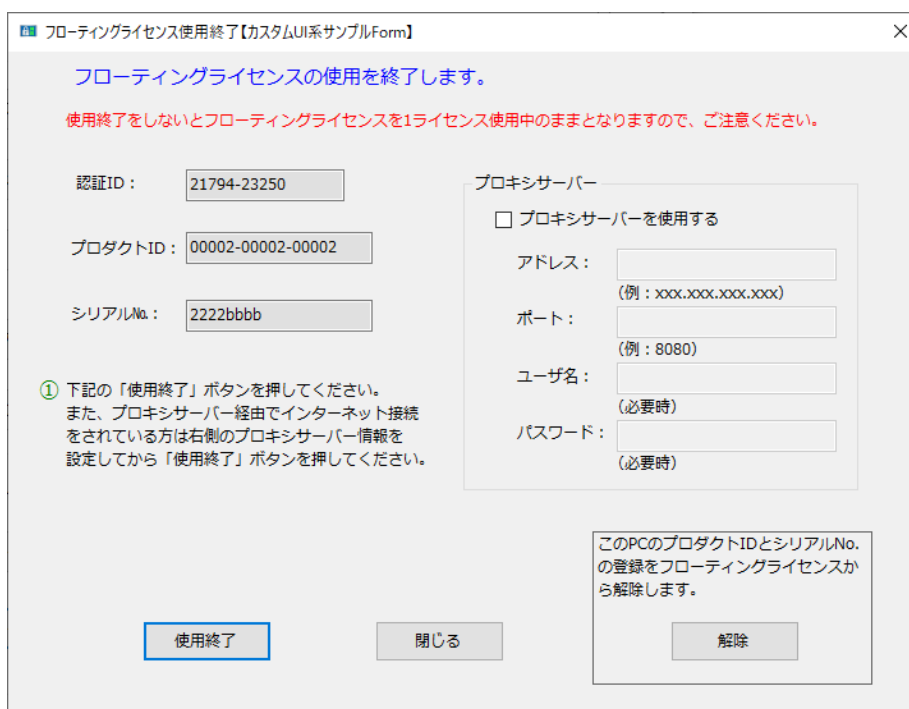 フローティングライセンス使用終了【カスタムUI系サンプルForm】
フローティングライセンスの使用を終了します。
使用終了をしないとフローティングライセンスを1ライセンス使用中のままとなりますので、ご注意ください。
認証ID： 21794-23250
プロダクトID： 00002-00002-00002
シリアル№： 2222bbbb
① 下記の「使用終了」ボタンを押してください。
また、プロキシサーバー経由でインターネット接続
をされている方は右側のプロキシサーバー情報を
設定してから「使用終了」ボタンを押してください。
プロキシサーバー
プロキシサーバーを使用する
アドレス：
(例：xxx.xxx.xxx.xxx)
ポート：
(例：8080)
ユーザ名：
(必要時)
パスワード：
(必要時)
このPCのプロダクトIDとシリアルNo.
の登録をフローティングライセンスか
ら解除します。
使用終了
閉じる
解除